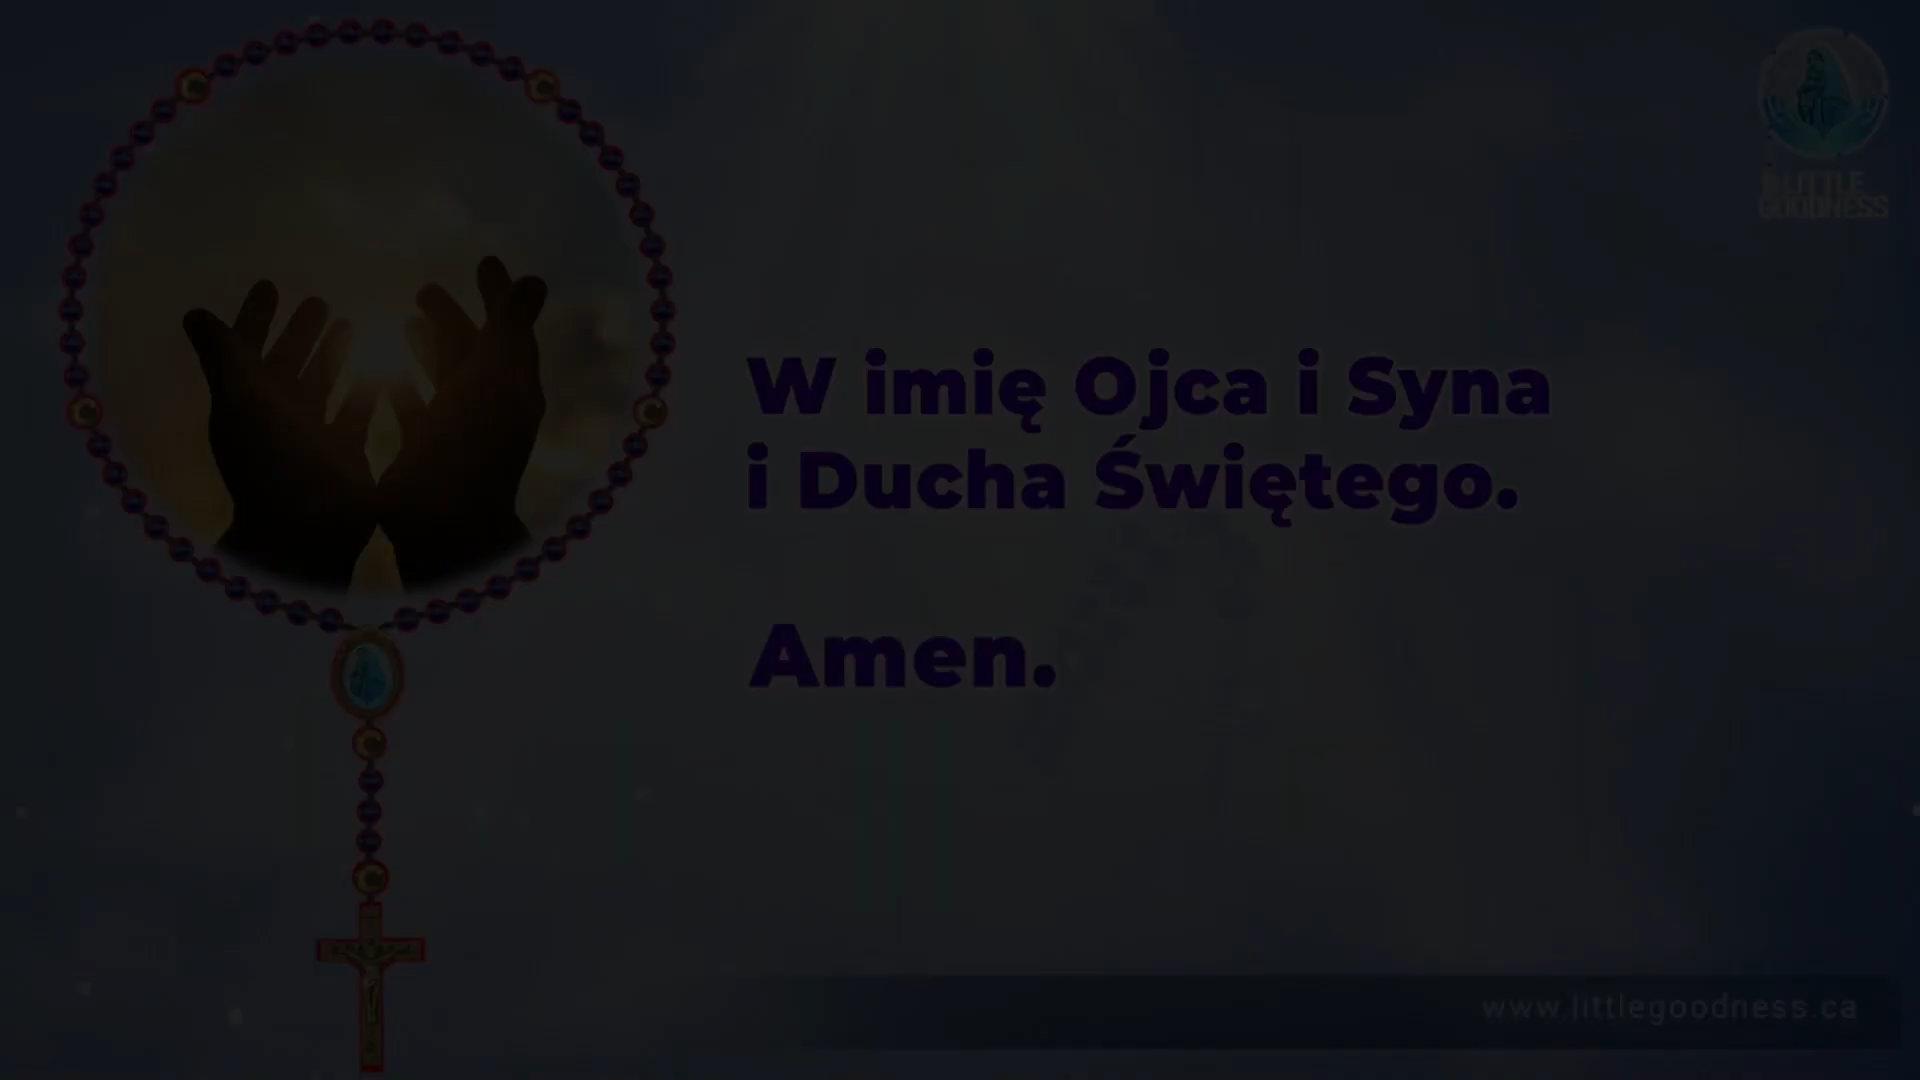 W imię Ojca i Syna
i Ducha Świętego.
Amen.
LITTLE
GOODNESS
www.littlegoodness.ca